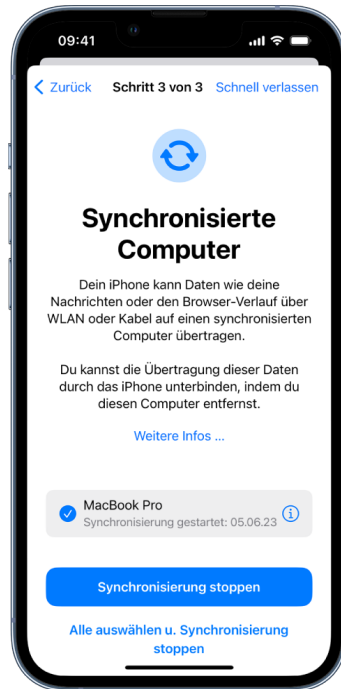 09:41
Zurück Schritt 3 von 3 Schnell verlassen
Synchronisierte
Computer
Dein iPhone kann Daten wie deine
Nachrichten oder den Browser-Verlauf über
WLAN oder Kabel auf einen synchronisierten
Computer übertragen.
Du kannst die Übertragung dieser Daten
durch das iPhone unterbinden, indem du
diesen Computer entfernst.
Weitere Infos ...
MacBook Pro
Synchronisierung gestartet: 05.06.23
Synchronisierung stoppen
Alle auswählen u. Synchronisierung
stoppen